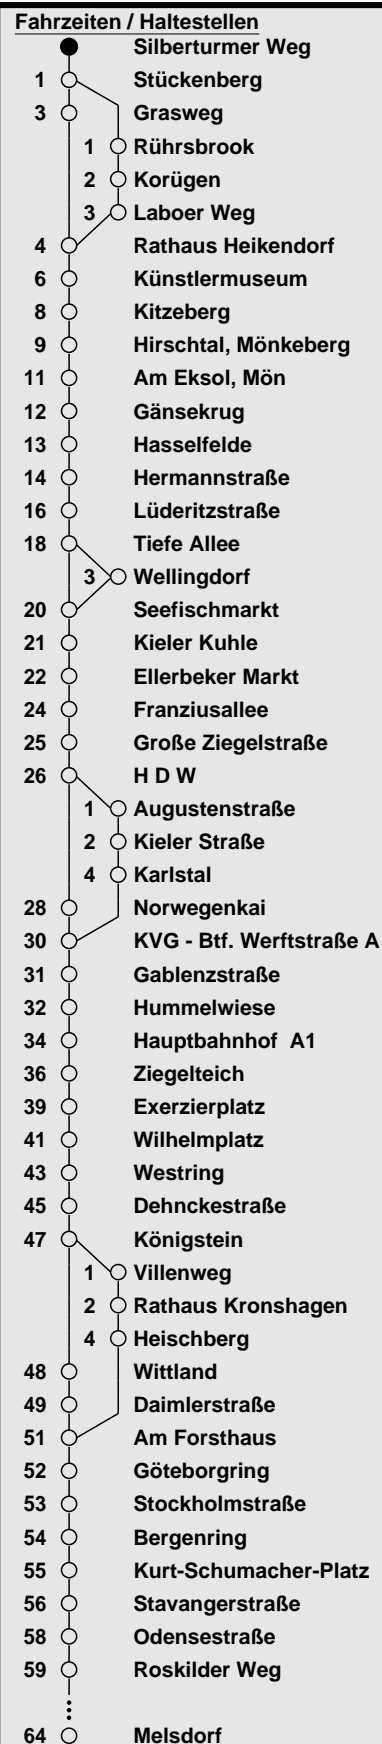 Fahrzeiten / Haltestellen
Silberturmer Weg
1 Stückenberg
3 Grasweg
1 Rührsbrook
2 Korügen
3 Laboer Weg
4 Rathaus Heikendorf
6 Künstlermuseum
8 Kitzeberg
9 Hirschtal, Mönkeberg
11 Am Eksol, Mön
12 Gänsekrug
13 Hasselfelde
14 Hermannstraße
16 Lüderitzstraße
18 Tiefe Allee
3 Wellingdorf
20 Seefischmarkt
21 Kieler Kuhle
22 Ellerbeker Markt
24 Franziusallee
25 Große Ziegelstraße
26 H D W
1 Augustenstraße
2 Kieler Straße
4 Karlstal
28 Norwegenkai
30 KVG - Btf. Werftstraße A
31 Gablenzstraße
32 Hummelwiese
34 Hauptbahnhof A1
36 Ziegelteich
39 Exerzierplatz
41 Wilhelmplatz
43 Westring
45 Dehnckestraße
47 Königstein
1 Villenweg
2 Rathaus Kronshagen
4 Heischberg
48 Wittland
49 Daimlerstraße
51 Am Forsthaus
52 Göteborgring
53 Stockholmstraße
54 Bergenring
55 Kurt-Schumacher-Platz
56 Stavangerstraße
58 Odensestraße
59 Roskilder Weg
64 Melsdorf